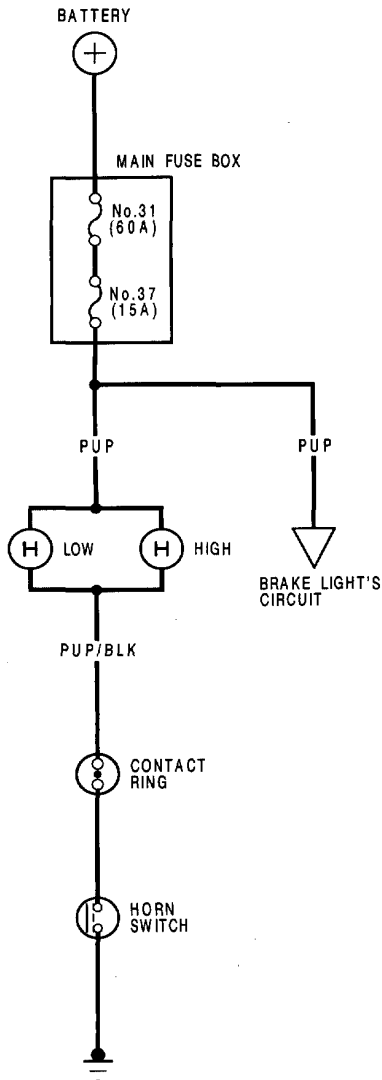 BATTERY
+
MAIN FUSE BOX
No.31
(60A)
No.37
(15A)
PUP
PUP
H
LOW
H
HIGH
BRAKE LIGHT'S
CIRCUIT
PUP/BLK
CONTACT
RING
HORN
SWITCH